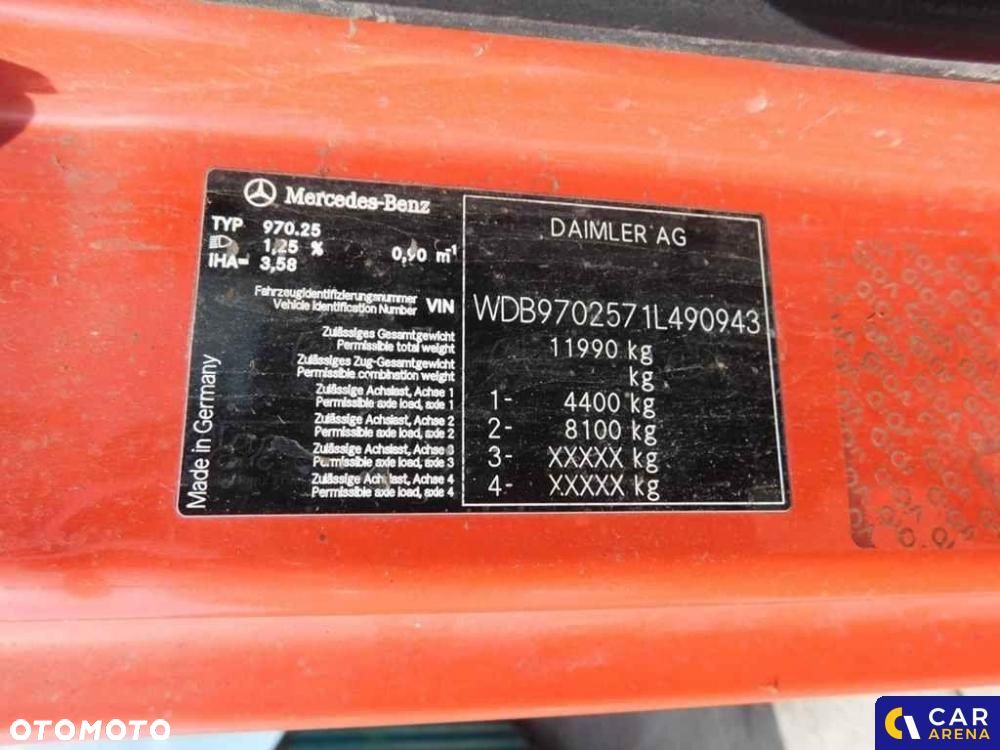 Mercedes-Benz
TYP 970.25
1,25 % 0,90 m⁻¹
IHA= 3,58
DAIMLER AG
Fahrzeugidentifizierungsnummer
Vehicle Identification Number VIN WDB9702571L490943
Zulässiges Gesamtgewicht
Permissible total weight 11990 kg
Zulässiges Zug-Gesamtgewicht
Permissible combination weight kg
Zulässige Achslast, Achse 1
Permissible axle load, axle 1 1- 4400 kg
Zulässige Achslast, Achse 2
Permissible axle load, axle 2 2- 8100 kg
Zulässige Achslast, Achse 3
Permissible axle load, axle 3 3- XXXXX kg
Zulässige Achslast, Achse 4
Permissible axle load, axle 4 4- XXXXX kg
Made in Germany
OTOMOTO
CAR
ARENA